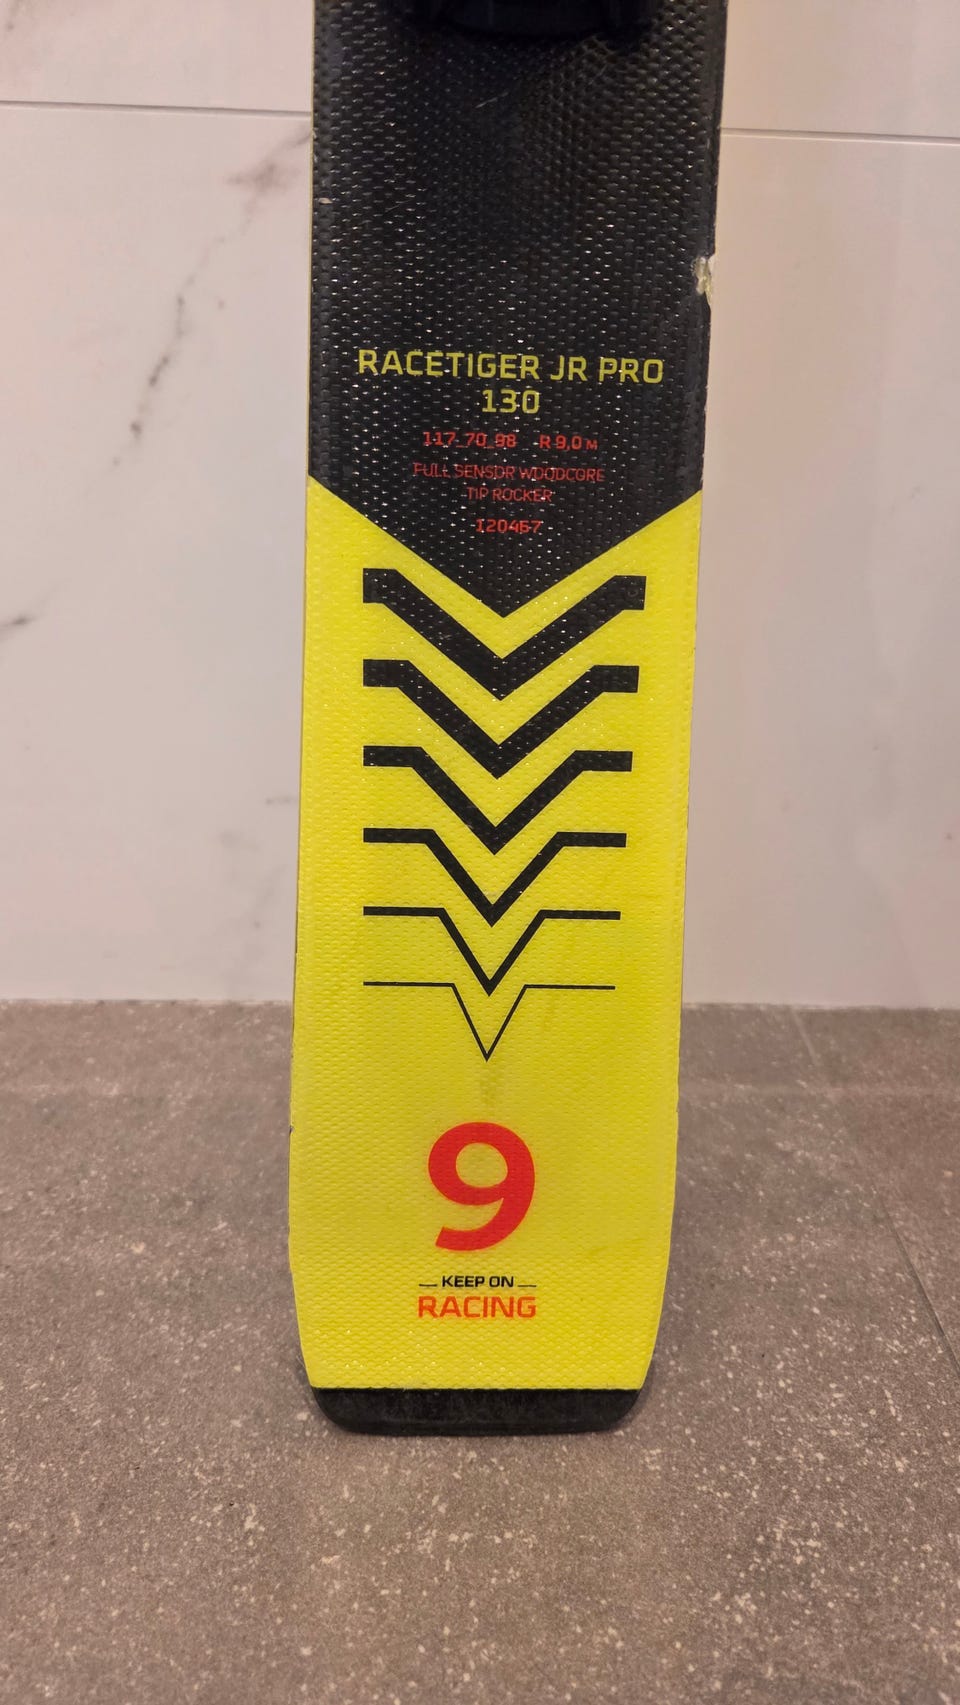 RACETIGER JR PRO
130
117_70_98 R 9,0 M
FULL SENSOR WOODCORE
TIP ROCKER
120467
9
KEEP ON
RACING